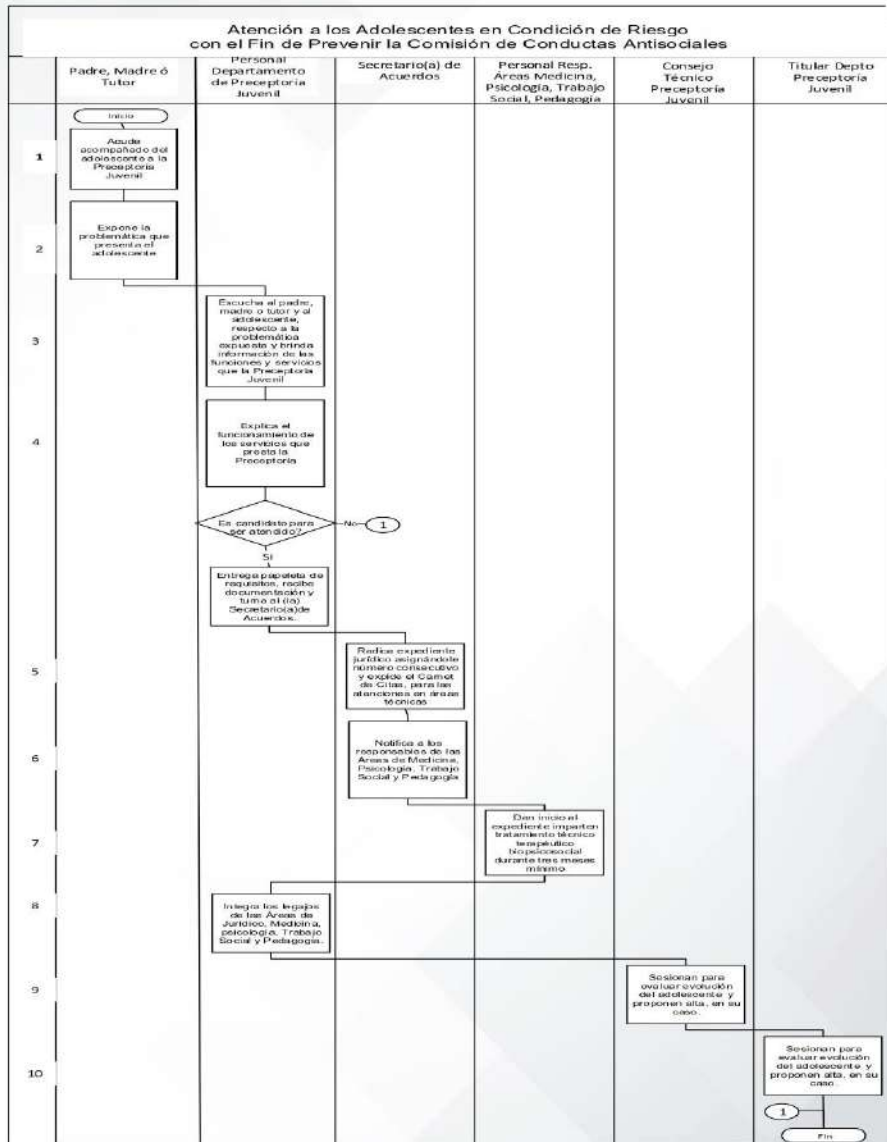 Atención a los Adolescentes en Condición de Riesgo
con el Fin de Prevenir la Comisión de Conductas Antisociales
Padre, Madre ó
Tutor
Personal
Departamento
de Preceptoría
Juvenil
Secretario(a) de
Acuerdos
Personal Resp.
Áreas Medicina,
Psicología, Trabajo
Social, Pedagogía
Consejo
Técnico
Preceptoría
Juvenil
Titular Depto
Preceptoría
Juvenil
Inicio
1
Acude
acompañado del
adolescente a la
Preceptoría
Juvenil
2
Expone la
problemática que
presenta el
adolescente
3
Escucha al padre,
madre o tutor y al
adolescente,
respecto a la
problemática
expuesta y brinda
información de las
funciones y servicios
que la Preceptoría
Juvenil
4
Explica el
funcionamiento de
los servicios que
presta la
Preceptoría
Es candidato para
ser atendido?
No
1
Si
Entrega papeleta de
requisitos, recibe
documentación y
turna al (la)
Secretario(a)de
Acuerdos.
5
Radica expediente
jurídico asignándole
número consecutivo
y expide el Carnet
de Citas, para las
atenciones en áreas
técnicas
6
Notifica a los
responsables de las
Áreas de Medicina,
Psicología, Trabajo
Social y Pedagogía
7
Dan inicio al
expediente imparten
tratamiento técnico
terapéutico
biopsicosocial
durante tres meses
mínimo
8
Integra los legajos
de las Áreas de
Jurídico, Medicina,
psicología, Trabajo
Social y Pedagogía.
9
Sesionan para
evaluar evolución
del adolescente y
proponen alta, en su
caso.
10
Sesionan para
evaluar evolución
del adolescente y
proponen alta, en su
caso.
1
Fin